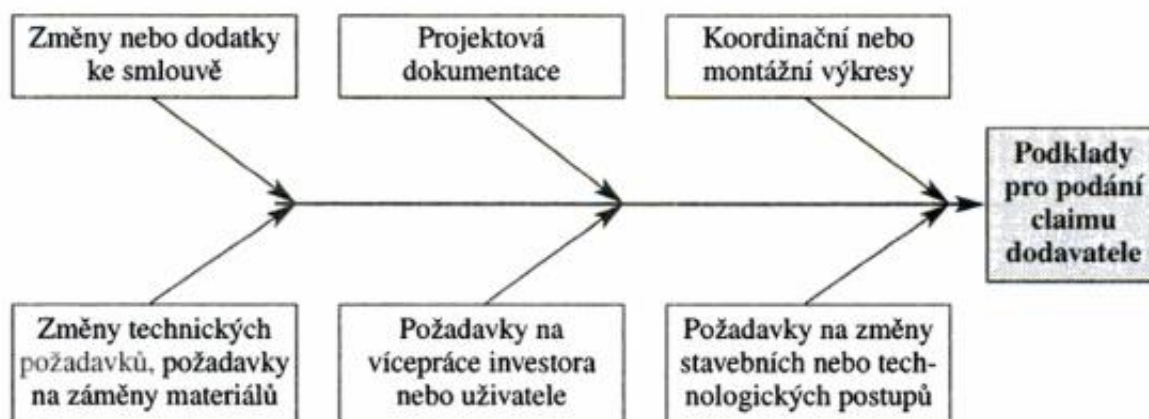 Změny nebo dodatky
ke smlouvě
Projektová
dokumentace
Koordinační nebo
montážní výkresy
Podklady
pro podání
claimu
dodavatele
Změny technických
požadavků, požadavky
na záměny materiálů
Požadavky na
vícepráce investora
nebo uživatele
Požadavky na změny
stavebních nebo tech-
nologických postupů